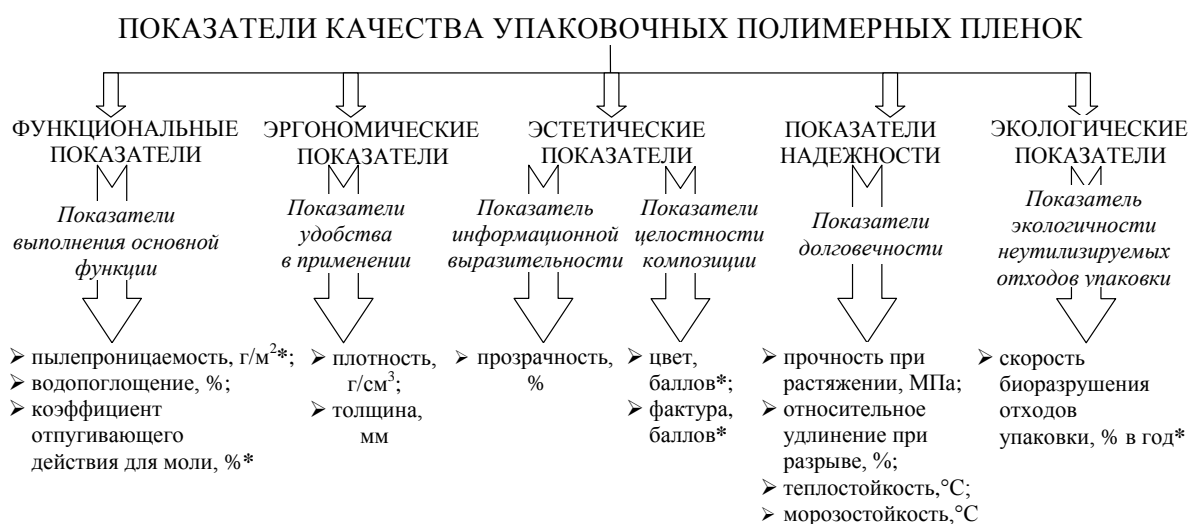 ПОКАЗАТЕЛИ КАЧЕСТВА УПАКОВОЧНЫХ ПОЛИМЕРНЫХ ПЛЕНОК
ФУНКЦИОНАЛЬНЫЕ
ПОКАЗАТЕЛИ
ЭРГОНОМИЧЕСКИЕ
ПОКАЗАТЕЛИ
ЭСТЕТИЧЕСКИЕ
ПОКАЗАТЕЛИ
ПОКАЗАТЕЛИ
НАДЕЖНОСТИ
ЭКОЛОГИЧЕСКИЕ
ПОКАЗАТЕЛИ
Показатели
выполнения основной
функции
Показатели
удобства
в применении
Показатель
информационной
выразительности
Показатели
целостности
композиции
Показатели
долговечности
Показатель
экологичности
неутилизируемых
отходов упаковки
➢ пылепроницаемость, г/м²*;
➢ водопоглощение, %;
➢ коэффициент
отпугивающего
действия для моли, %*
➢ плотность,
г/см³;
➢ толщина,
мм
➢ прозрачность,
%
➢ цвет,
баллов*;
➢ фактура,
баллов*
➢ прочность при
растяжении, МПа;
➢ относительное
удлинение при
разрыве, %;
➢ теплостойкость,°С;
➢ морозостойкость,°С
➢ скорость
биоразрушения
отходов
упаковки, % в год*